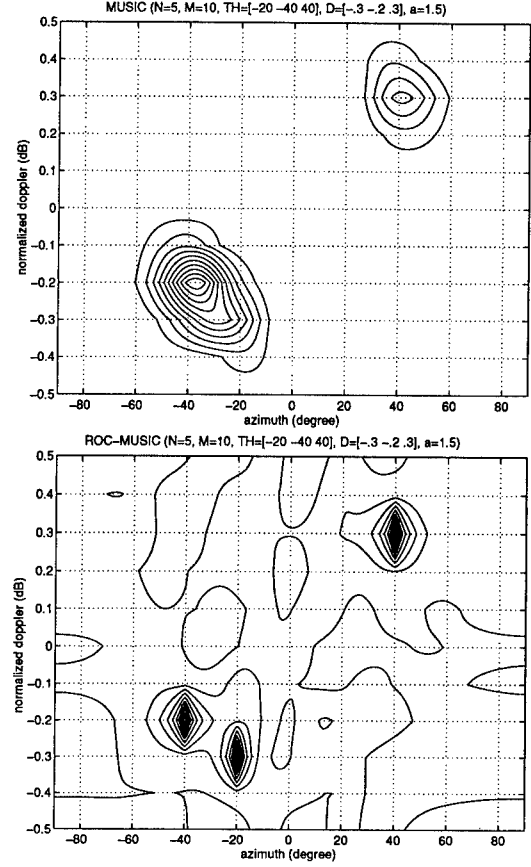 MUSIC (N=5, M=10, TH=[-20 -40 40], D=[-.3 -.2 .3], a=1.5)
0.5
0.4
0.3
0.2
0.1
0
-0.1
-0.2
-0.3
-0.4
-0.5
normalized doppler (dB)
-80 -60 -40 -20 0 20 40 60 80
azimuth (degree)
ROC-MUSIC (N=5, M=10, TH=[-20 -40 40], D=[-.3 -.2 .3], a=1.5)
0.5
0.4
0.3
0.2
0.1
0
-0.1
-0.2
-0.3
-0.4
-0.5
normalized doppler (dB)
-80 -60 -40 -20 0 20 40 60 80
azimuth (degree)